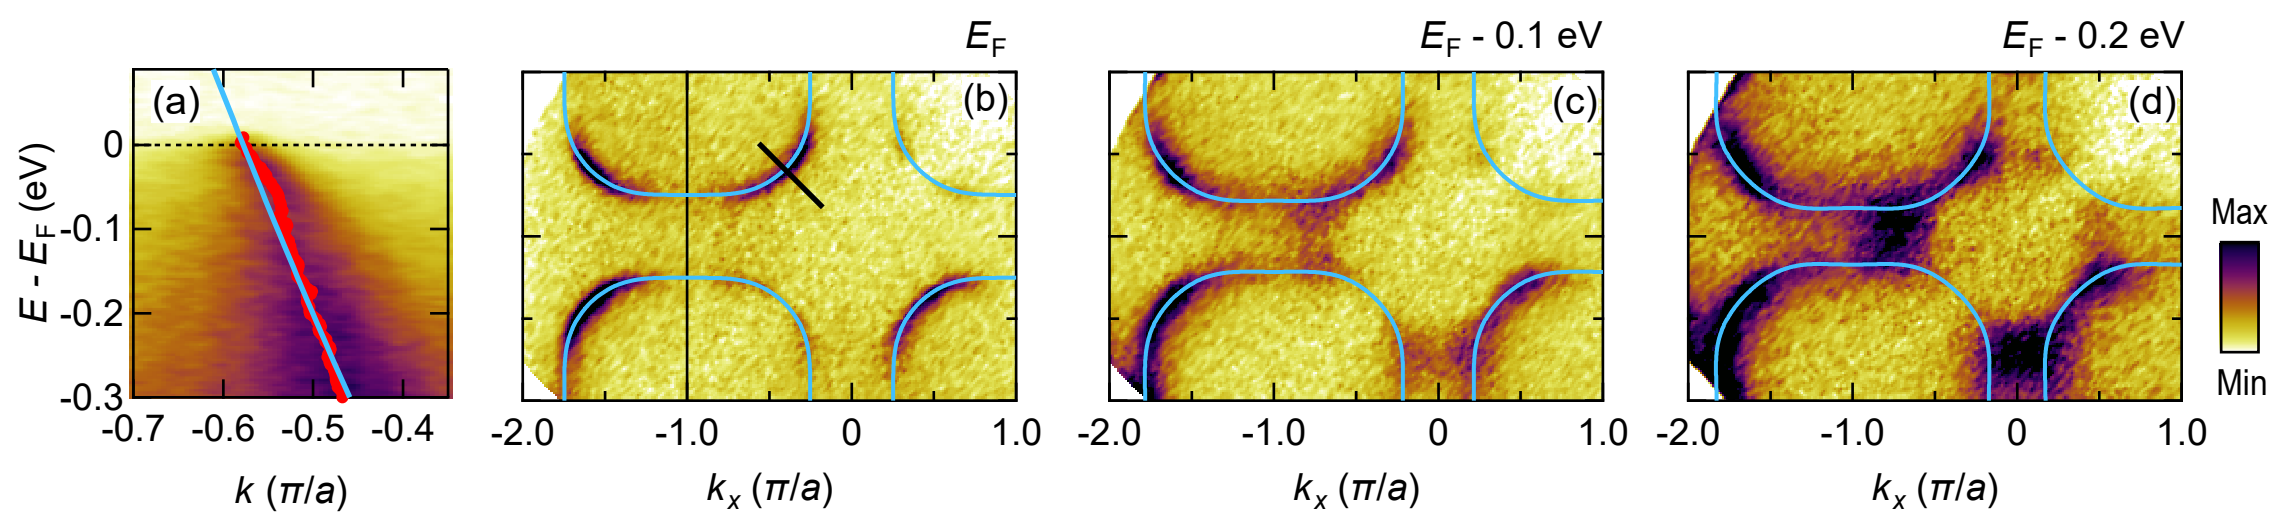 E_F
E_F - 0.1 eV
E_F - 0.2 eV
(a)
(b)
(c)
(d)
E - E_F (eV)
0
-0.1
-0.2
-0.3
-0.7 -0.6 -0.5 -0.4
k (π/a)
-2.0 -1.0 0 1.0
k_x (π/a)
-2.0 -1.0 0 1.0
k_x (π/a)
-2.0 -1.0 0 1.0
k_x (π/a)
Max
Min